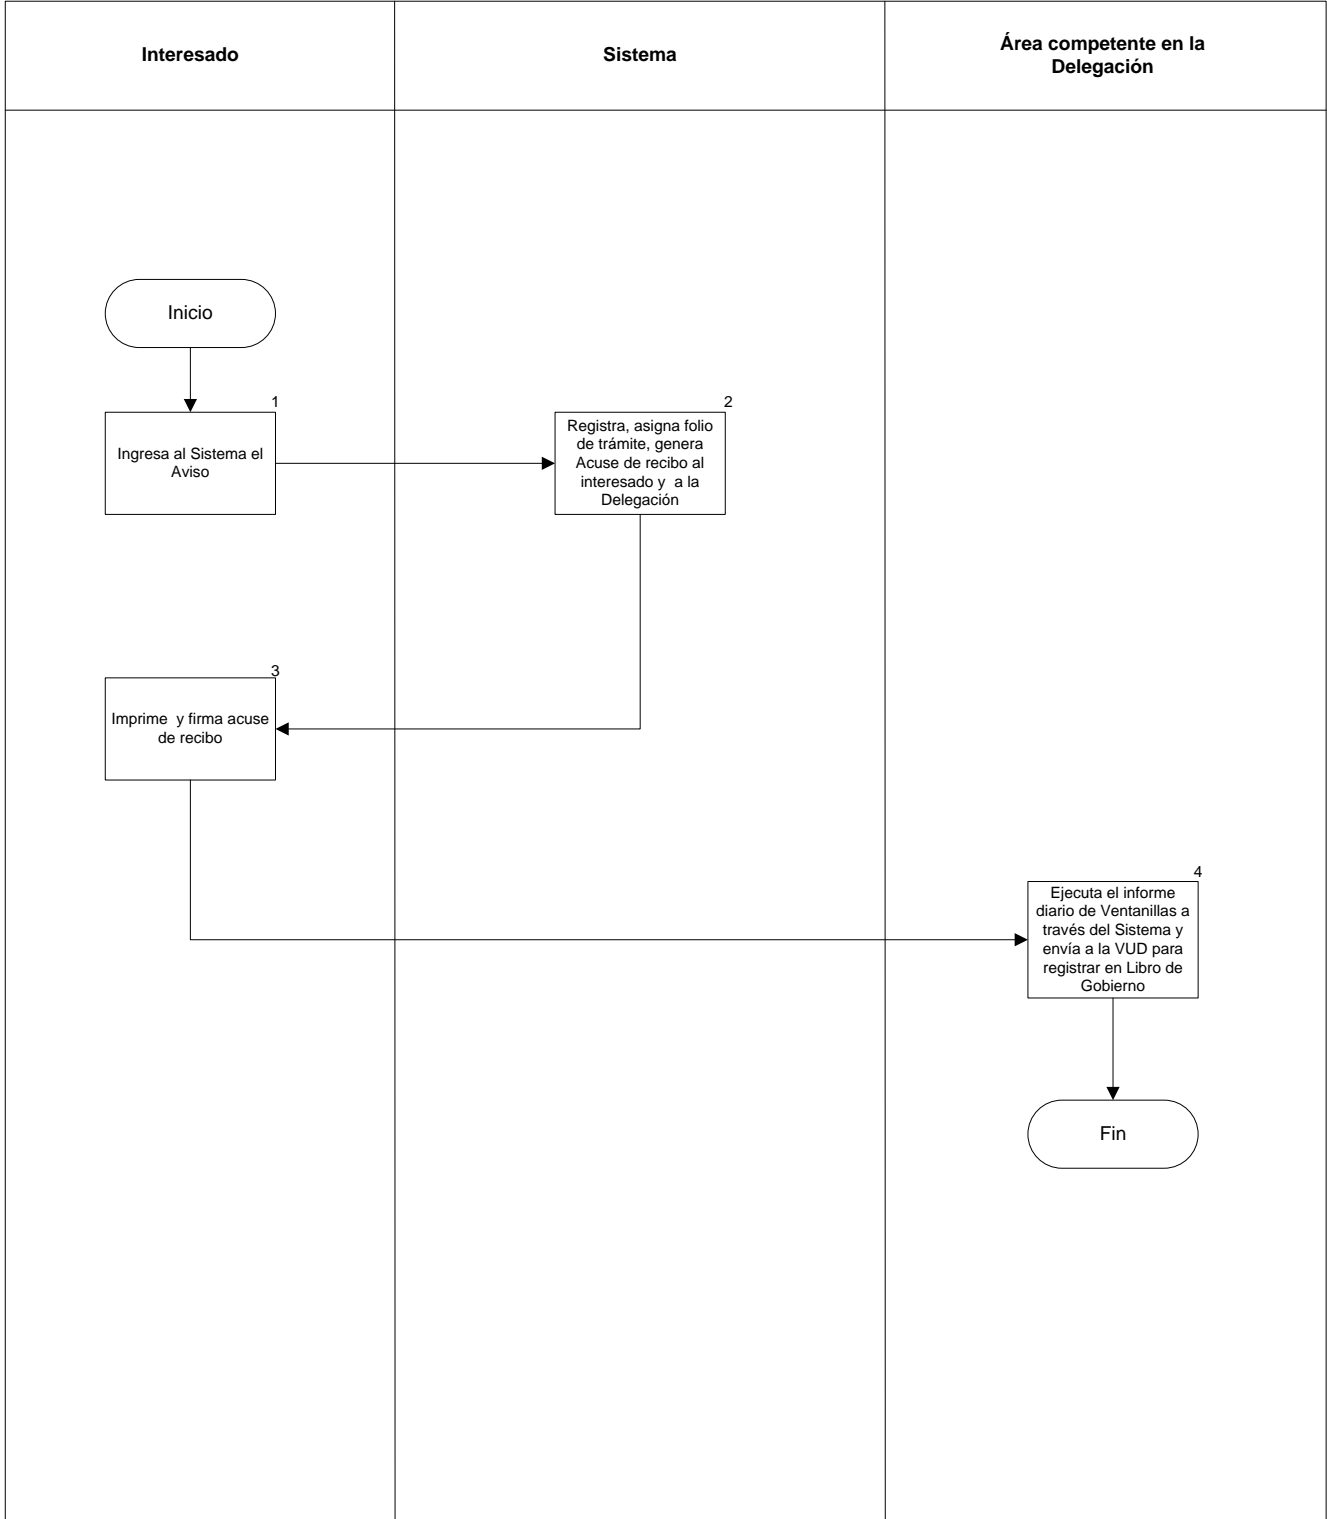 Interesado
Sistema
Área competente en la
Delegación
Inicio
1
Ingresa al Sistema el
Aviso
2
Registra, asigna folio
de trámite, genera
Acuse de recibo al
interesado y  a la
Delegación
3
Imprime  y firma acuse
de recibo
4
Ejecuta el informe
diario de Ventanillas a
través del Sistema y
envía a la VUD para
registrar en Libro de
Gobierno
Fin